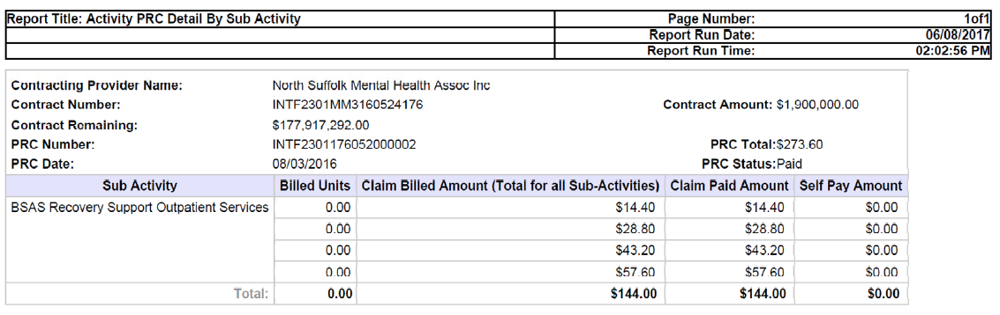 Report Title: Activity PRC Detail By Sub Activity Page Number: 1of1
Report Run Date: 06/08/2017
Report Run Time: 02:02:56 PM
Contracting Provider Name: North Suffolk Mental Health Assoc Inc
Contract Number: INTF2301MM3160524176 Contract Amount: $1,900,000.00
Contract Remaining: $177,917,292.00
PRC Number: INTF2301176052000002 PRC Total:$273.60
PRC Date: 08/03/2016 PRC Status:Paid
Sub Activity Billed Units Claim Billed Amount (Total for all Sub-Activities) Claim Paid Amount Self Pay Amount
BSAS Recovery Support Outpatient Services 0.00 $14.40 $14.40 $0.00
0.00 $28.80 $28.80 $0.00
0.00 $43.20 $43.20 $0.00
0.00 $57.60 $57.60 $0.00
Total: 0.00 $144.00 $144.00 $0.00